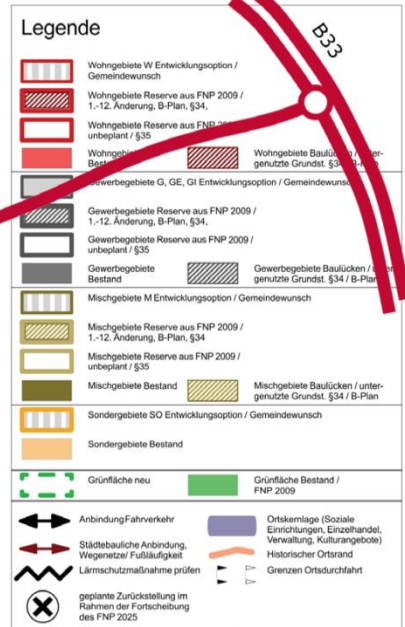 Legende
B33
Wohngebiete W Entwicklungsoption /
Gemeindewunsch
Wohngebiete Reserve aus FNP 2009 /
1.-12. Änderung, B-Plan, §34,
Wohngebiete Reserve aus FNP 2009 /
unbeplant / §35
Wohngebiete
Bestand
Wohngebiete Baulücken / unter-
genutzte Grundst. §34 / B-Plan
Gewerbegebiete G, GE, GI Entwicklungsoption / Gemeindewunsch
Gewerbegebiete Reserve aus FNP 2009 /
1.-12. Änderung, B-Plan, §34,
Gewerbegebiete Reserve aus FNP 2009 /
unbeplant / §35
Gewerbegebiete
Bestand
Gewerbegebiete Baulücken / unter-
genutzte Grundst. §34 / B-Plan
Mischgebiete M Entwicklungsoption / Gemeindewunsch
Mischgebiete Reserve aus FNP 2009 /
1.-12. Änderung, B-Plan, §34
Mischgebiete Reserve aus FNP 2009 /
unbeplant / §35
Mischgebiete Bestand
Mischgebiete Baulücken / unter-
genutzte Grundst. §34 / B-Plan
Sondergebiete SO Entwicklungsoption / Gemeindewunsch
Sondergebiete Bestand
Grünfläche neu
Grünfläche Bestand /
FNP 2009
Anbindung Fahrverkehr
Städtebauliche Anbindung,
Wegenetze/ Fußläufigkeit
Lärmschutzmaßnahme prüfen
geplante Zurückstellung im
Rahmen der Fortscheibung
des FNP 2025
Ortskernlage (Soziale
Einrichtungen, Einzelhandel,
Verwaltung, Kulturangebote)
Historischer Ortsrand
Grenzen Ortsdurchfahrt